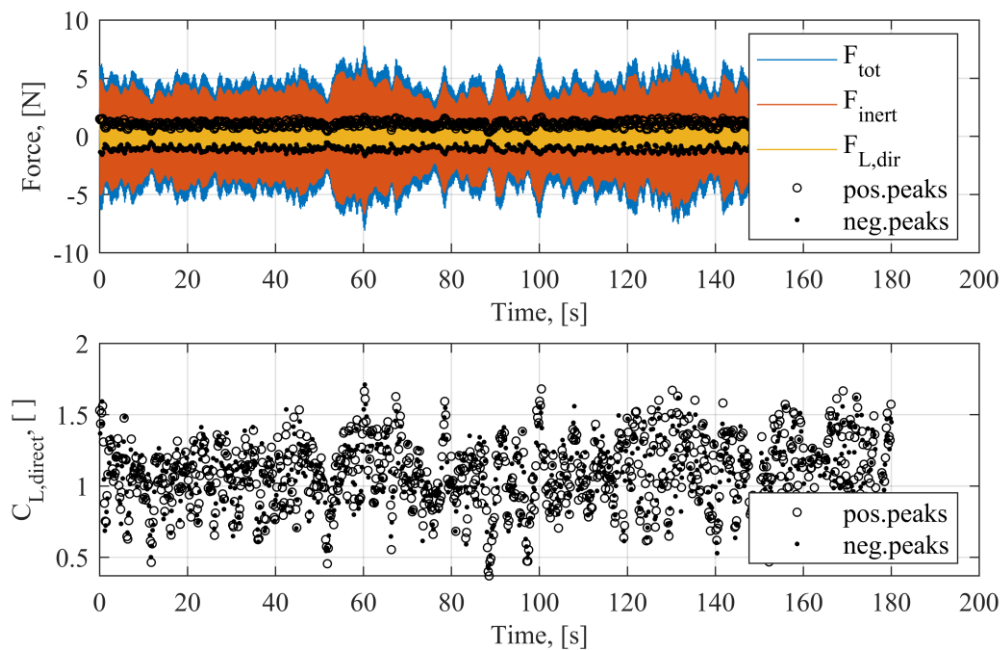 10
5
0
-5
-10
Force, [N]
F_tot
F_inert
F_L,dir
pos.peaks
neg.peaks
0 20 40 60 80 100 120 140 160 180 200
Time, [s]
2
1.5
1
0.5
C_L,direct, [ ]
pos.peaks
neg.peaks
0 20 40 60 80 100 120 140 160 180 200
Time, [s]